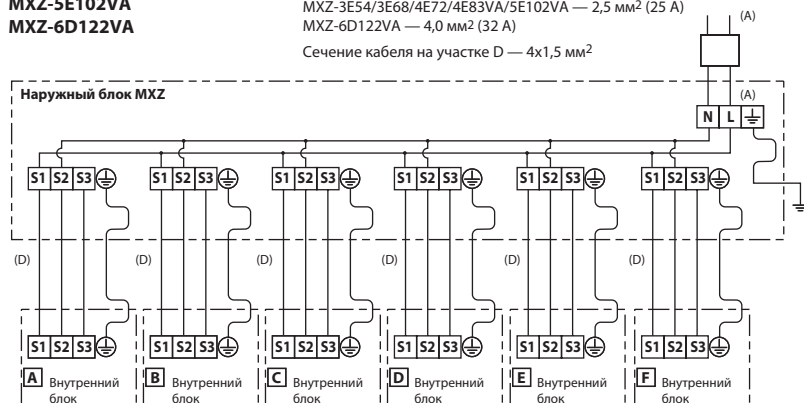 MXZ-5E102VA
MXZ-6D122VA
MXZ-3E54/3E68/4E72/4E83VA/5E102VA — 2,5 мм2 (25 А)
MXZ-6D122VA — 4,0 мм2 (32 А)
Сечение кабеля на участке D — 4х1,5 мм2
(A)
Наружный блок MXZ
(A)
N L
S1 S2 S3 S1 S2 S3 S1 S2 S3 S1 S2 S3 S1 S2 S3 S1 S2 S3
(D) (D) (D) (D) (D) (D)
S1 S2 S3 S1 S2 S3 S1 S2 S3 S1 S2 S3 S1 S2 S3 S1 S2 S3
A Внутренний B Внутренний C Внутренний D Внутренний E Внутренний F Внутренний
блок блок блок блок блок блок